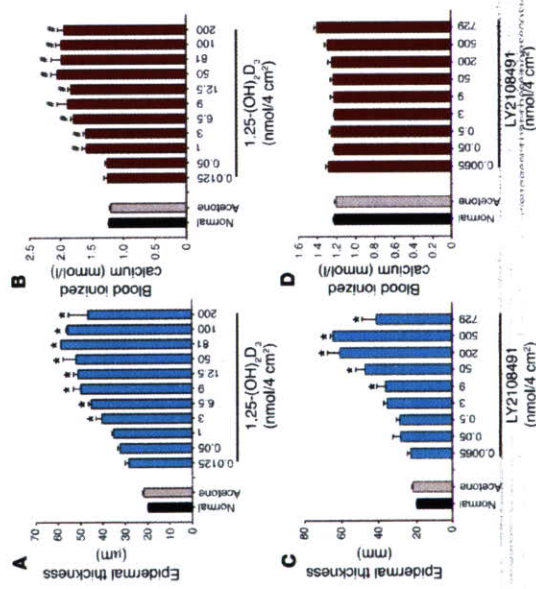 A
Epidermal thickness
(μm)
70
60
50
40
30
20
10
0
Normal
Acetone
0.0125
0.05
1
3
6.5
9
12.5
50
81
100
200
1,25-(OH)2D3
(nmol/4 cm²)
B
Blood ionized
calcium (mmol/l)
2.5
2.0
1.5
1.0
0.5
0
Normal
Acetone
0.0125
0.05
1
3
6.5
9
12.5
50
81
100
200
1,25-(OH)2D3
(nmol/4 cm²)
C
Epidermal thickness
(mm)
80
60
40
20
0
Normal
Acetone
0.0065
0.05
0.5
3
9
50
200
500
729
LY2108491
(nmol/4 cm²)
D
Blood ionized
calcium (mmol/l)
1.6
1.4
1.2
1.0
0.8
0.6
0.4
0.2
0
Normal
Acetone
0.0065
0.05
0.5
3
9
50
200
500
729
LY2108491
(nmol/4 cm²)